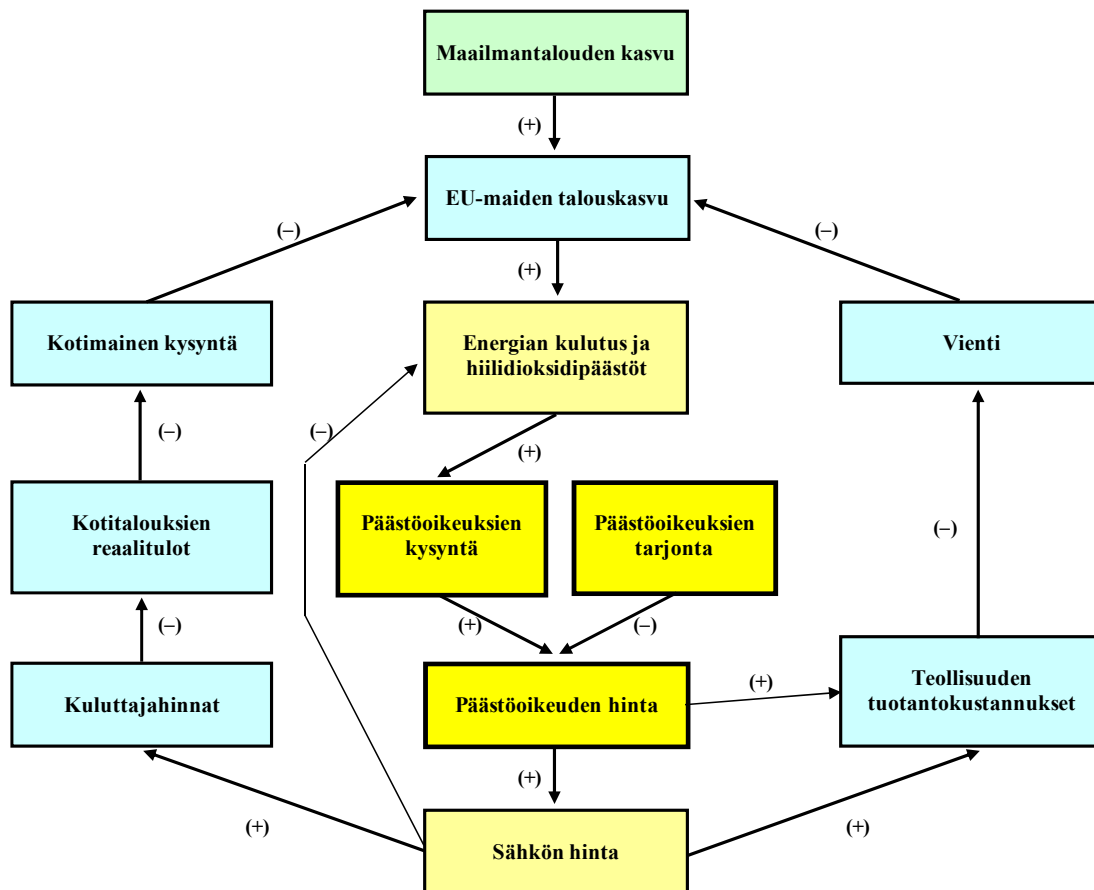 Maailmantalouden kasvu
(+)
EU-maiden talouskasvu
(–)
(+)
(–)
Kotimainen kysyntä
Energian kulutus ja
hiilidioksidipäästöt
Vienti
(–)
(–)
(+)
Kotitalouksien
reaalitulot
Päästöoikeuksien
kysyntä
Päästöoikeuksien
tarjonta
(–)
(–)
(+)
(–)
Kuluttajahinnat
Päästöoikeuden hinta
(+)
Teollisuuden
tuotantokustannukset
(+)
(+)
(+)
Sähkön hinta